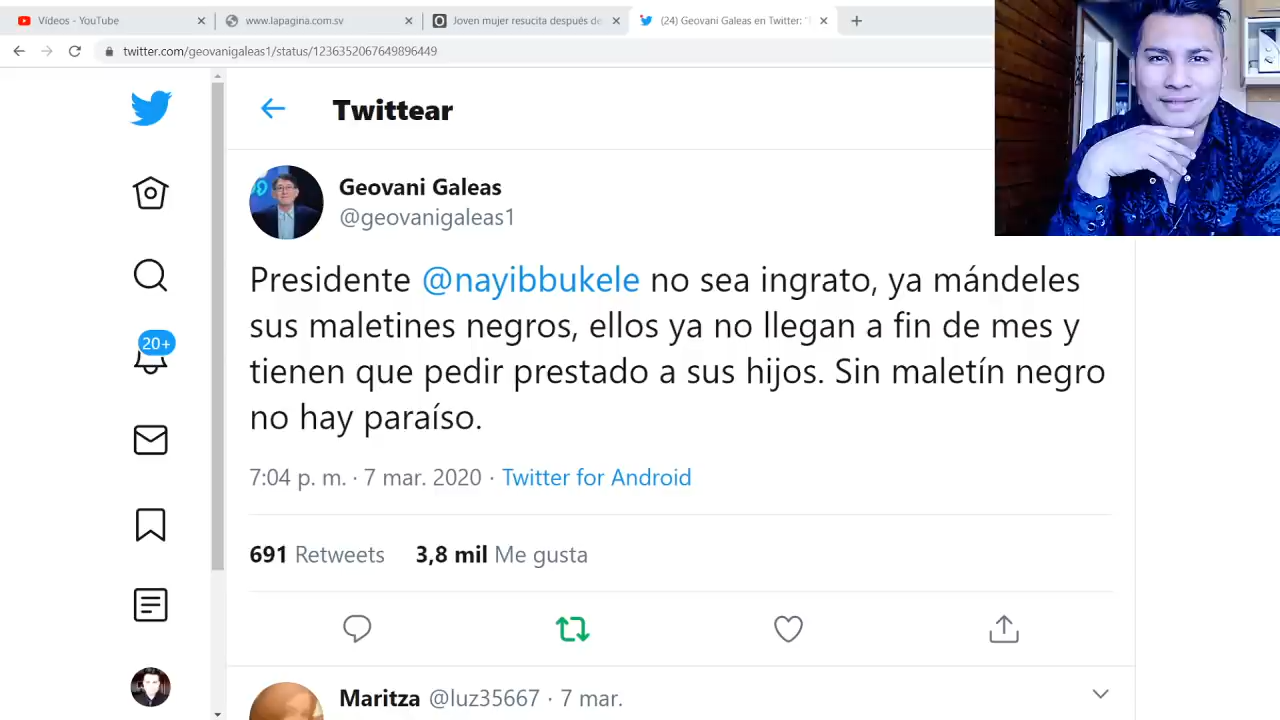 Vídeos - YouTube
www.lapagina.com.sv
Joven mujer resucita después de
(24) Geovani Galeas en Twitter: "
twitter.com/geovanigaleas1/status/1236352067649896449
Twittear
Geovani Galeas
@geovanigaleas1
Presidente @nayibbukele no sea ingrato, ya mándeles
sus maletines negros, ellos ya no llegan a fin de mes y
tienen que pedir prestado a sus hijos. Sin maletín negro
no hay paraíso.
20+
7:04 p. m. · 7 mar. 2020 · Twitter for Android
691 Retweets 3,8 mil Me gusta
Maritza @luz35667 · 7 mar.